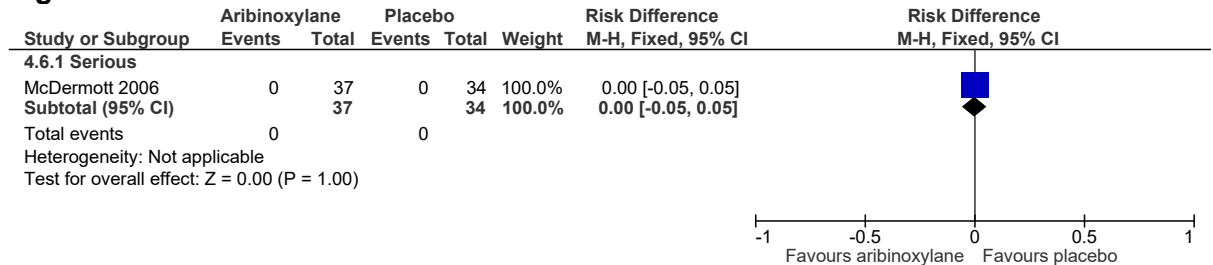 Aribinoxylane Placebo Risk Difference Risk Difference
Study or Subgroup Events Total Events Total Weight M-H, Fixed, 95% CI M-H, Fixed, 95% CI
4.6.1 Serious
McDermott 2006 0 37 0 34 100.0% 0.00 [-0.05, 0.05]
Subtotal (95% CI) 37 34 100.0% 0.00 [-0.05, 0.05]
Total events 0 0
Heterogeneity: Not applicable
Test for overall effect: Z = 0.00 (P = 1.00)
-1 -0.5 0 0.5 1
Favours aribinoxylane Favours placebo